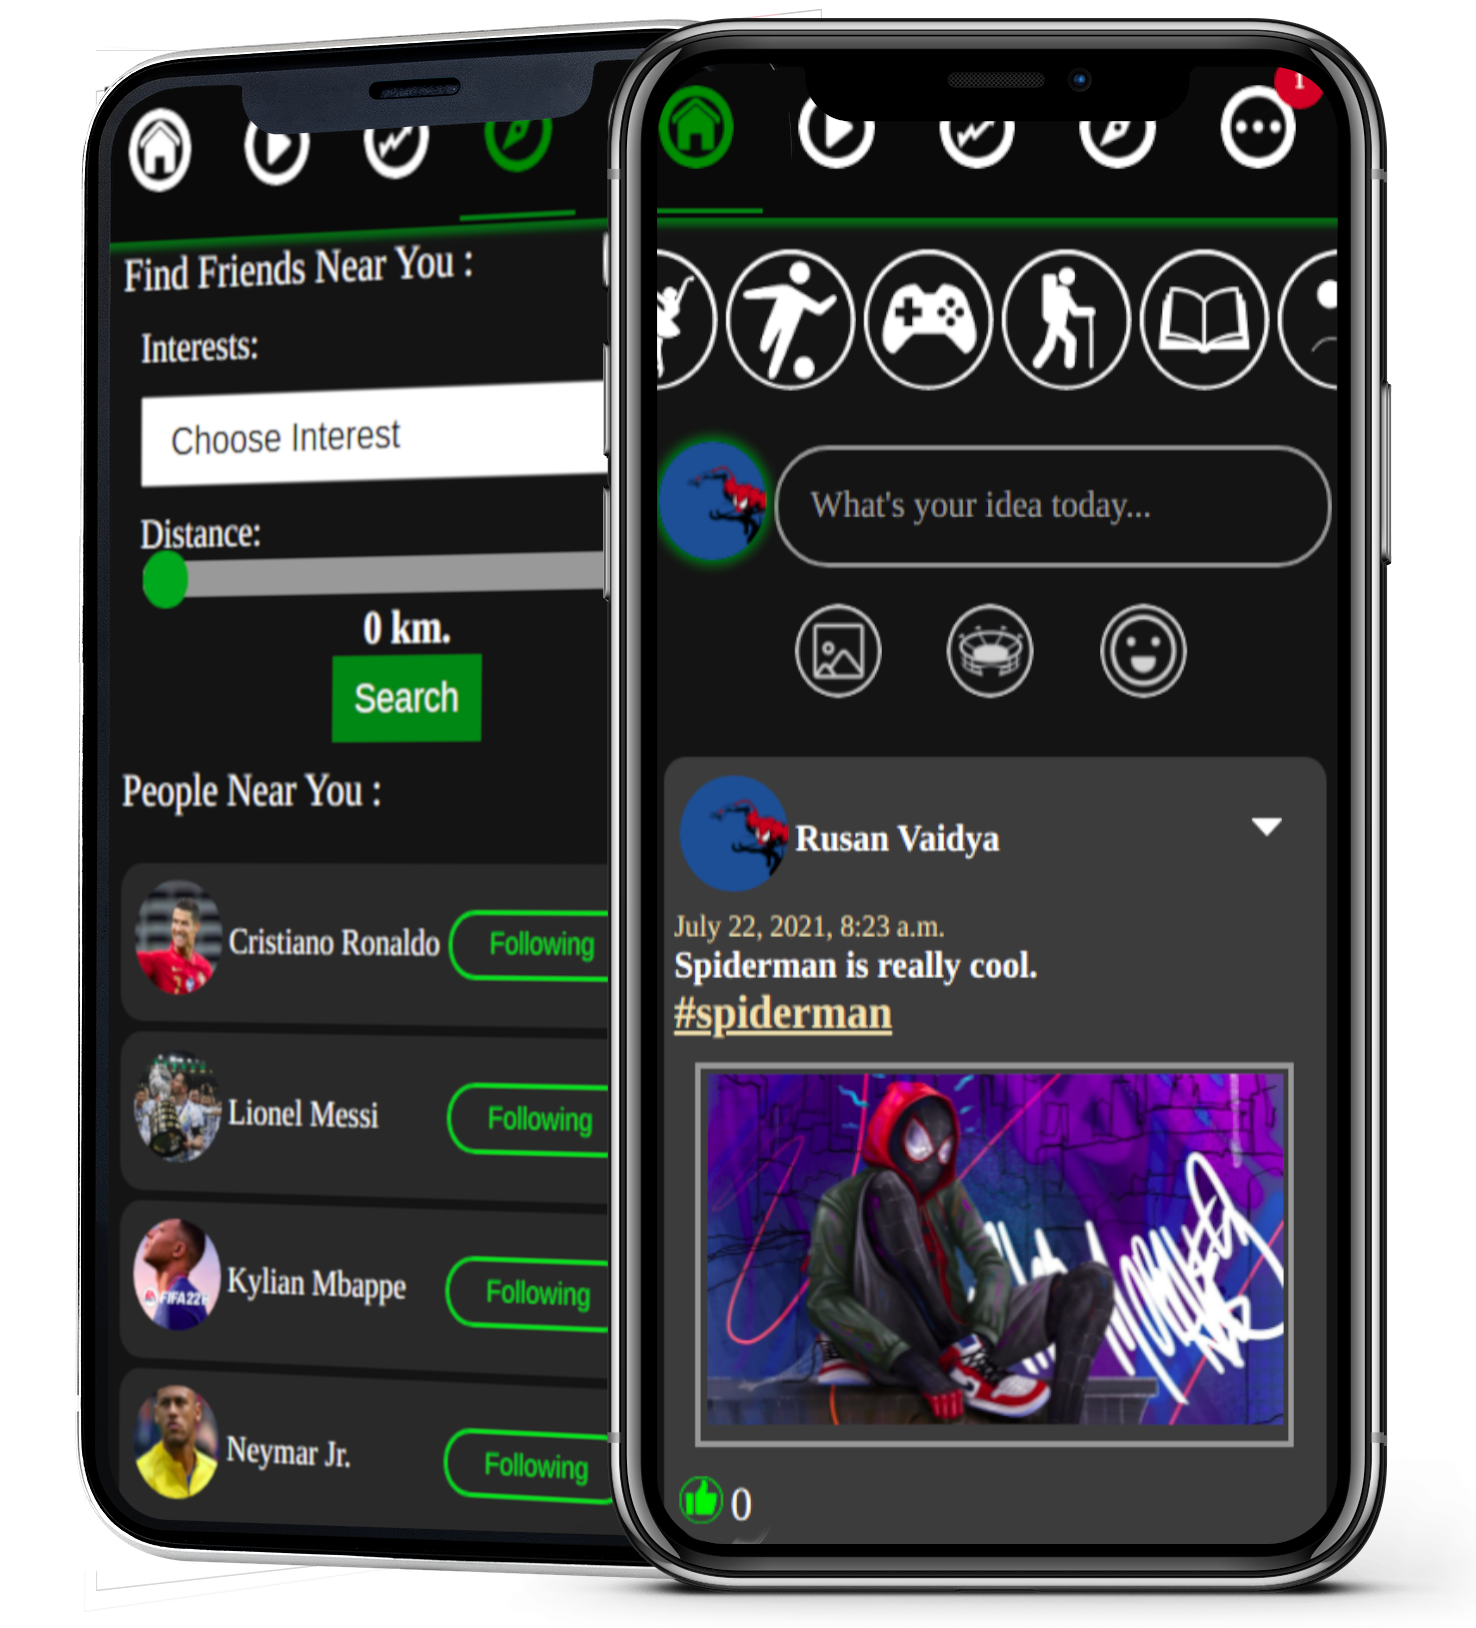 Find Friends Near You :
Interests:
Choose Interest
Distance:
0 km.
Search
People Near You :
Cristiano Ronaldo
Following
Lionel Messi
Following
FIFA22
Kylian Mbappe
Following
Neymar Jr.
Following
1
What's your idea today...
Rusan Vaidya
July 22, 2021, 8:23 a.m.
Spiderman is really cool.
#spiderman
0